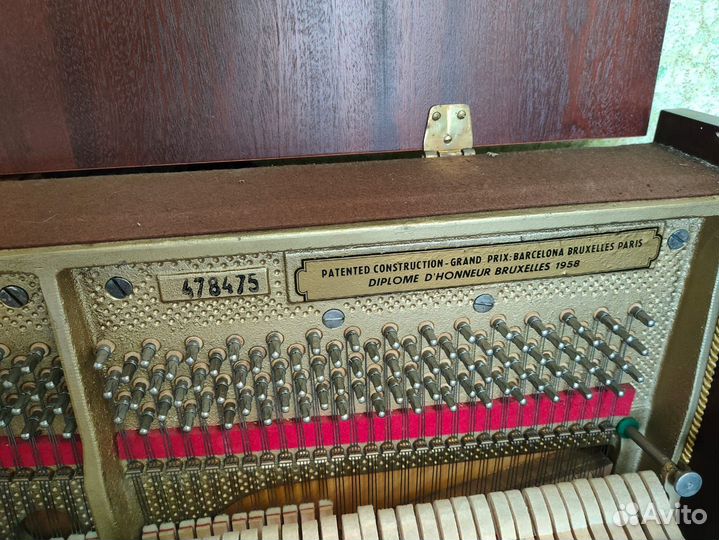 478475
PATENTED CONSTRUCTION - GRAND PRIX: BARCELONA BRUXELLES PARIS
DIPLOME D'HONNEUR BRUXELLES 1958
Avito